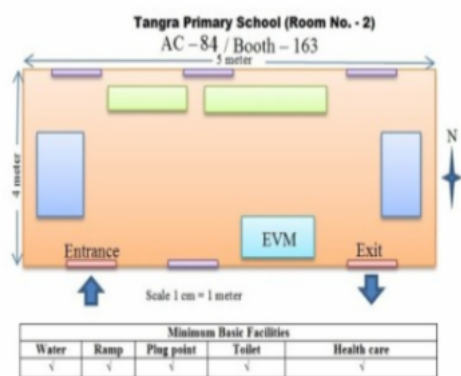 Tangra Primary School (Room No. - 2)
AC – 84 / Booth – 163
5 meter
4 meter
N
EVM
Entrance
Exit
Scale 1 cm = 1 meter
Minimum Basic Facilities
Water Ramp Plug point Toilet Health care
√ √ √ √ √